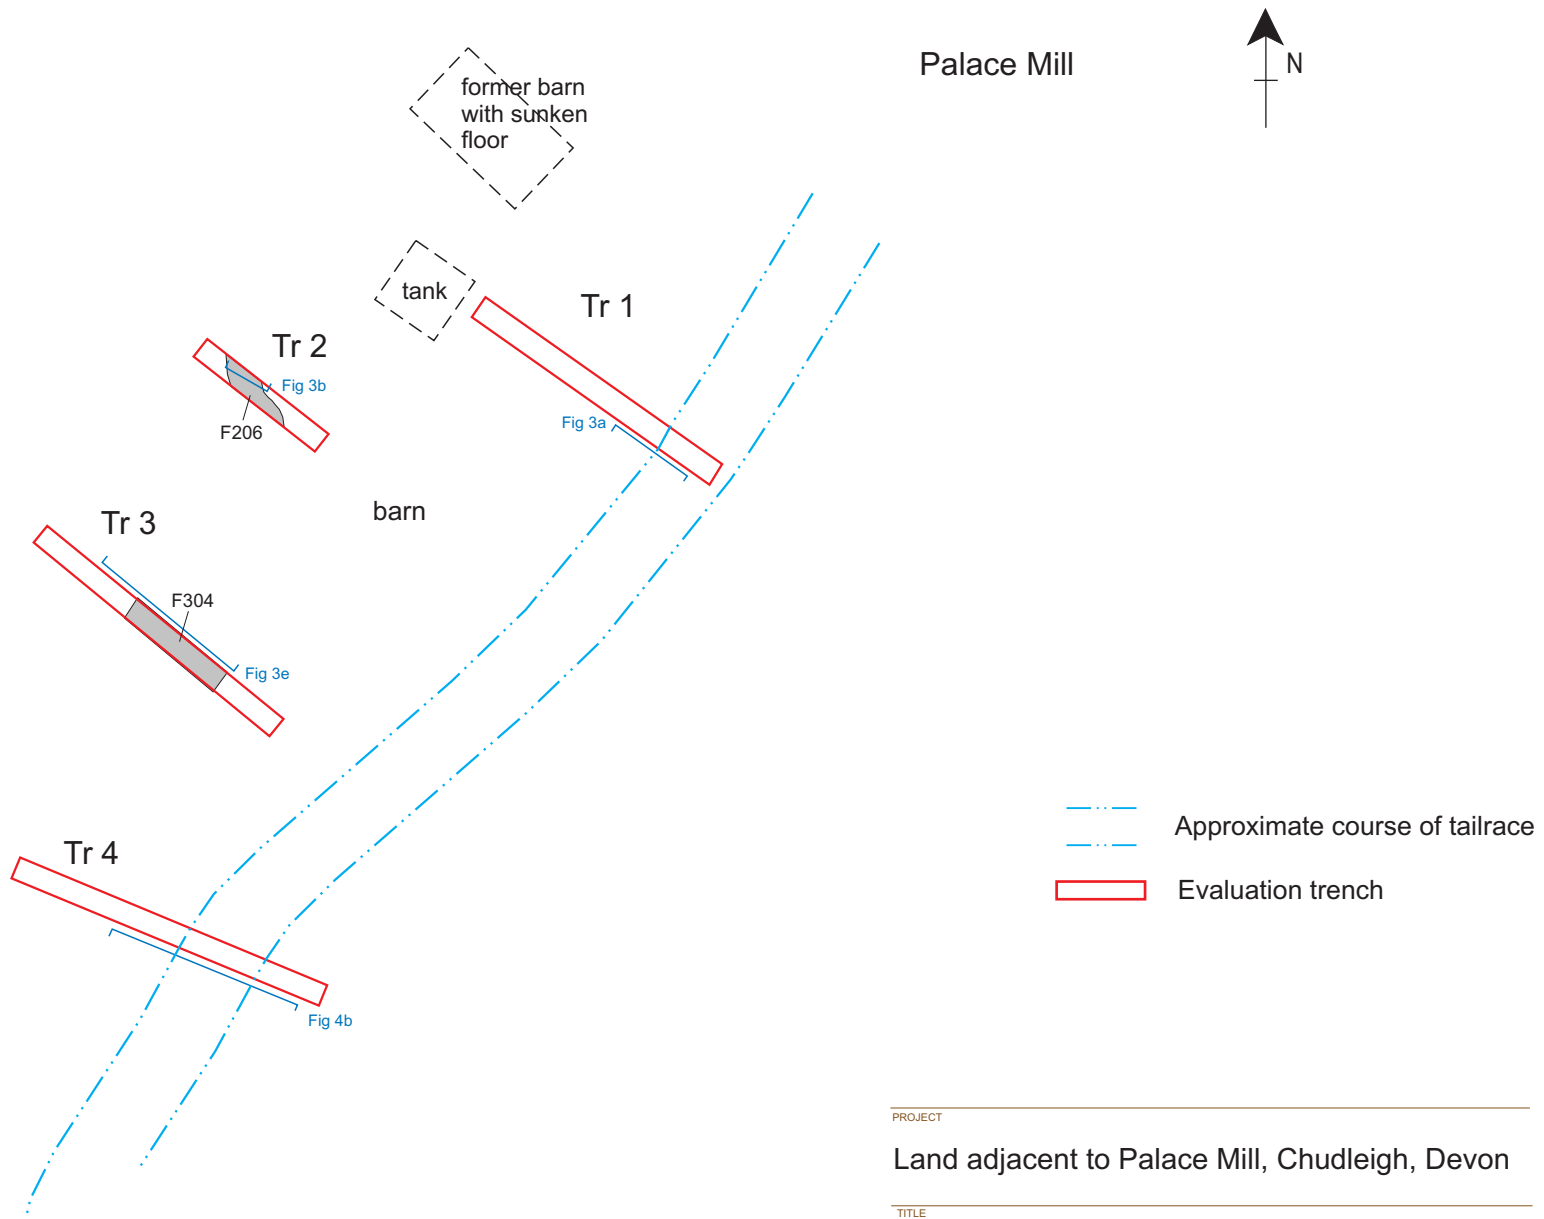 Palace Mill
N
former barn
with sunken
floor
tank
Tr 1
Tr 2
Fig 3b
F206
Fig 3a
barn
Tr 3
F304
Fig 3e
Tr 4
Fig 4b
Approximate course of tailrace
Evaluation trench
PROJECT
Land adjacent to Palace Mill, Chudleigh, Devon
TITLE